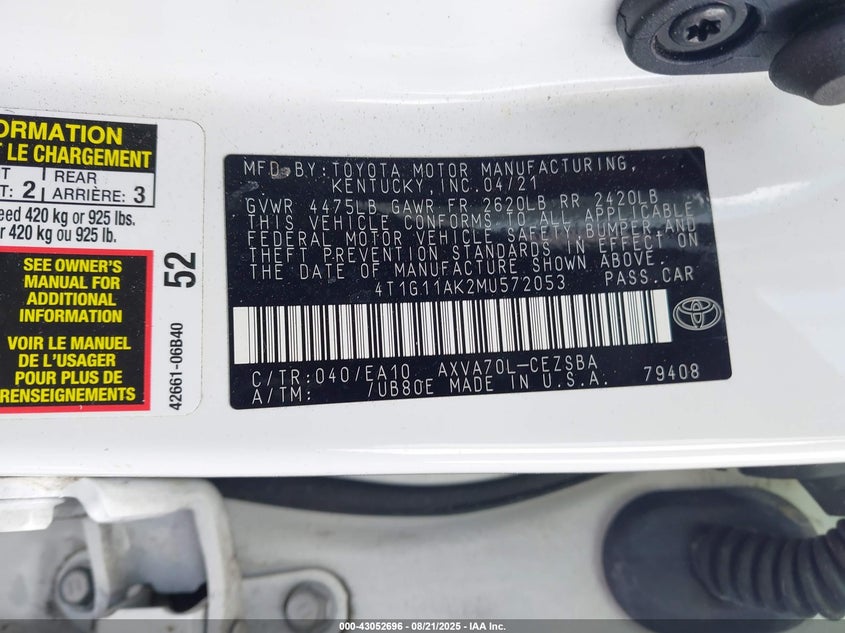 ORMATION
T LE CHARGEMENT
T: 2
REAR
ARRIÈRE: 3
eed 420 kg or 925 lbs.
r 420 kg ou 925 lb.
SEE OWNER'S
MANUAL FOR
ADDITIONAL
INFORMATION
VOIR LE MANUEL
DE L'USAGER
POUR PLUS DE
RENSEIGNEMENTS
52
42661-06B40
MFD. BY: TOYOTA MOTOR MANUFACTURING,
KENTUCKY, INC. 04/21
GVWR 4475LB GAWR FR 2620LB RR 2420LB
THIS VEHICLE CONFORMS TO ALL APPLICABLE
FEDERAL MOTOR VEHICLE SAFETY, BUMPER, AND
THEFT PREVENTION STANDARDS IN EFFECT ON
THE DATE OF MANUFACTURE SHOWN ABOVE.
4T1G11AK2MU572053 PASS.CAR
C/TR: 040/EA10 AXVA70L-CEZSBA
A/TM: /UB80E MADE IN U.S.A. 79408
000-43052696 - 08/21/2025 - IAA Inc.